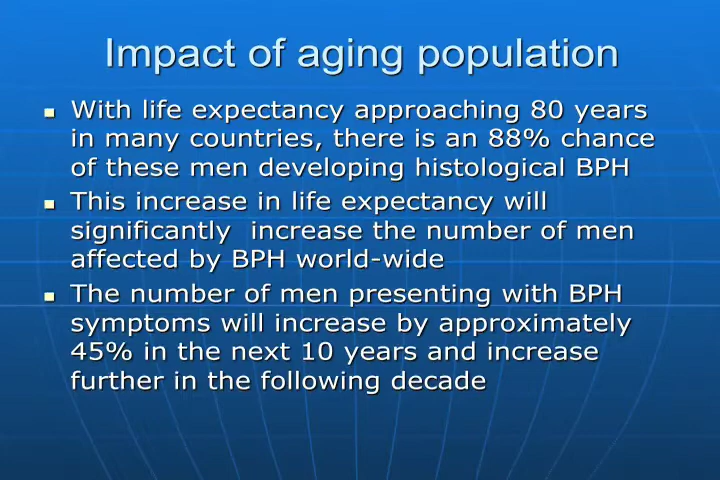 Impact of aging population
With life expectancy approaching 80 years
in many countries, there is an 88% chance
of these men developing histological BPH
This increase in life expectancy will
significantly  increase the number of men
affected by BPH world-wide
The number of men presenting with BPH
symptoms will increase by approximately
45% in the next 10 years and increase
further in the following decade